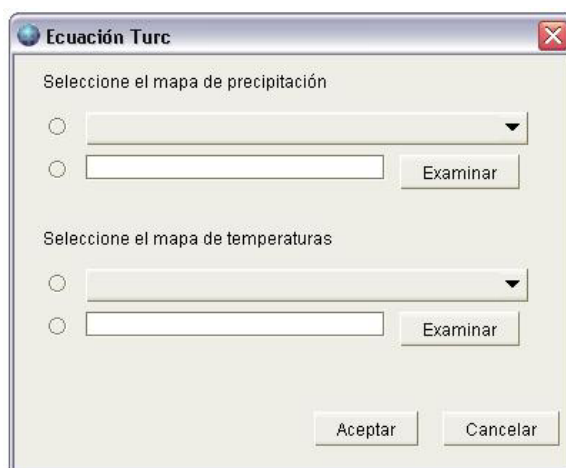 Ecuación Turc
Seleccione el mapa de precipitación
Examinar
Seleccione el mapa de temperaturas
Examinar
Aceptar Cancelar